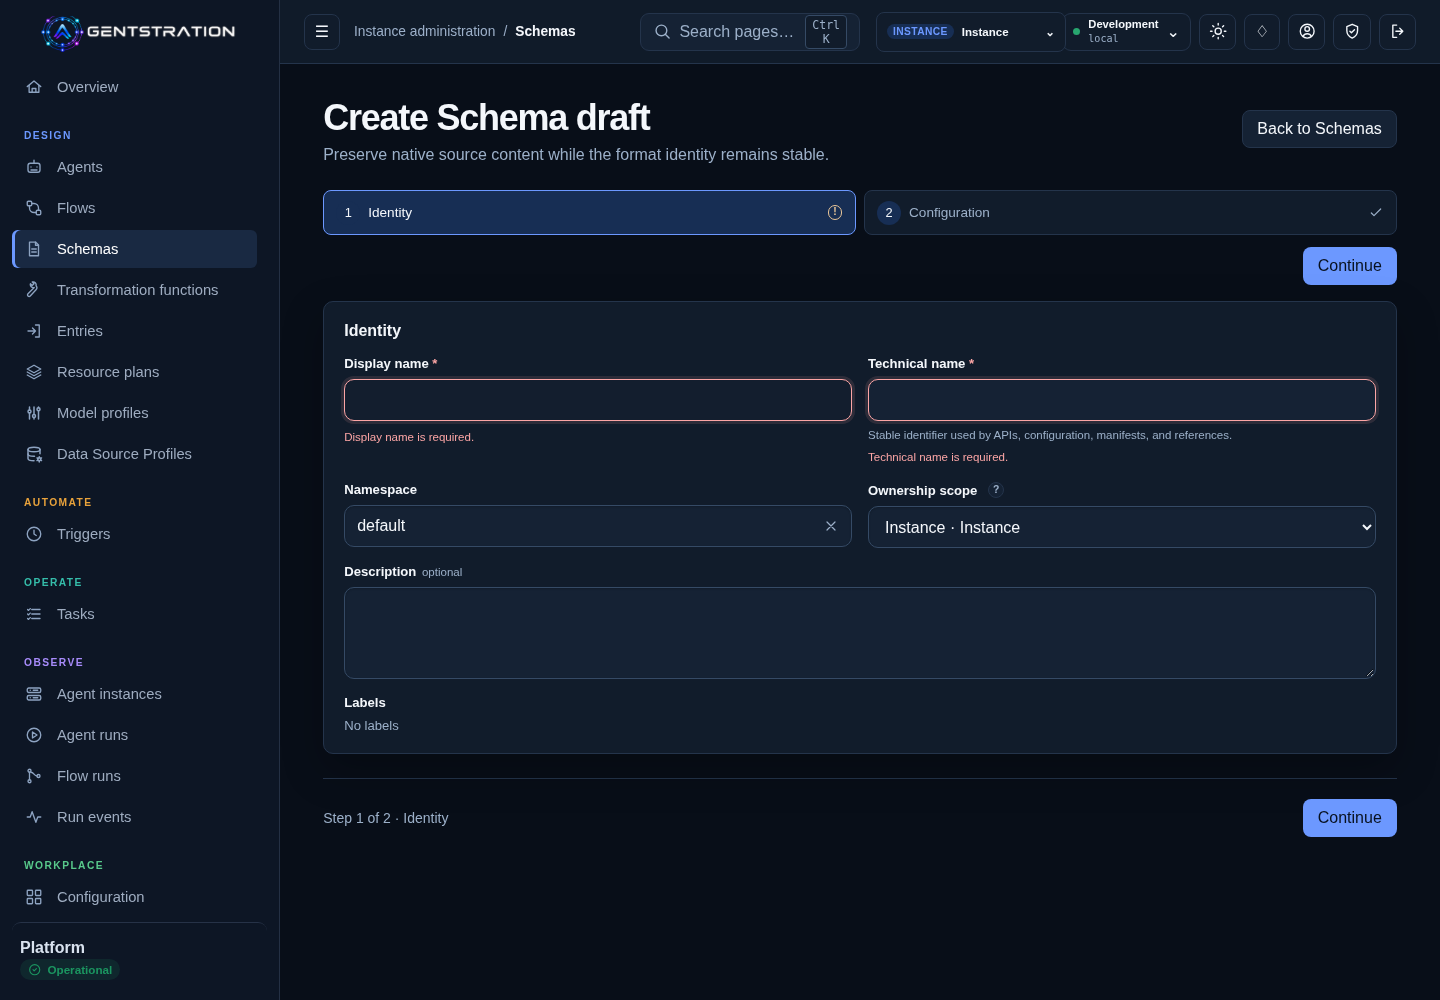 GENTSTRATION
Overview
DESIGN
Agents
Flows
Schemas
Transformation functions
Entries
Resource plans
Model profiles
Data Source Profiles
AUTOMATE
Triggers
OPERATE
Tasks
OBSERVE
Agent instances
Agent runs
Flow runs
Run events
WORKPLACE
Configuration
Platform
Operational
Instance administration / Schemas
Search pages…
Ctrl K
INSTANCE Instance
Development
local
Create Schema draft
Preserve native source content while the format identity remains stable.
Back to Schemas
1 Identity
2 Configuration
Continue
Identity
Display name *
Display name is required.
Technical name *
Stable identifier used by APIs, configuration, manifests, and references.
Technical name is required.
Namespace
default
Ownership scope ?
Instance · Instance
Description optional
Labels
No labels
Step 1 of 2 · Identity
Continue